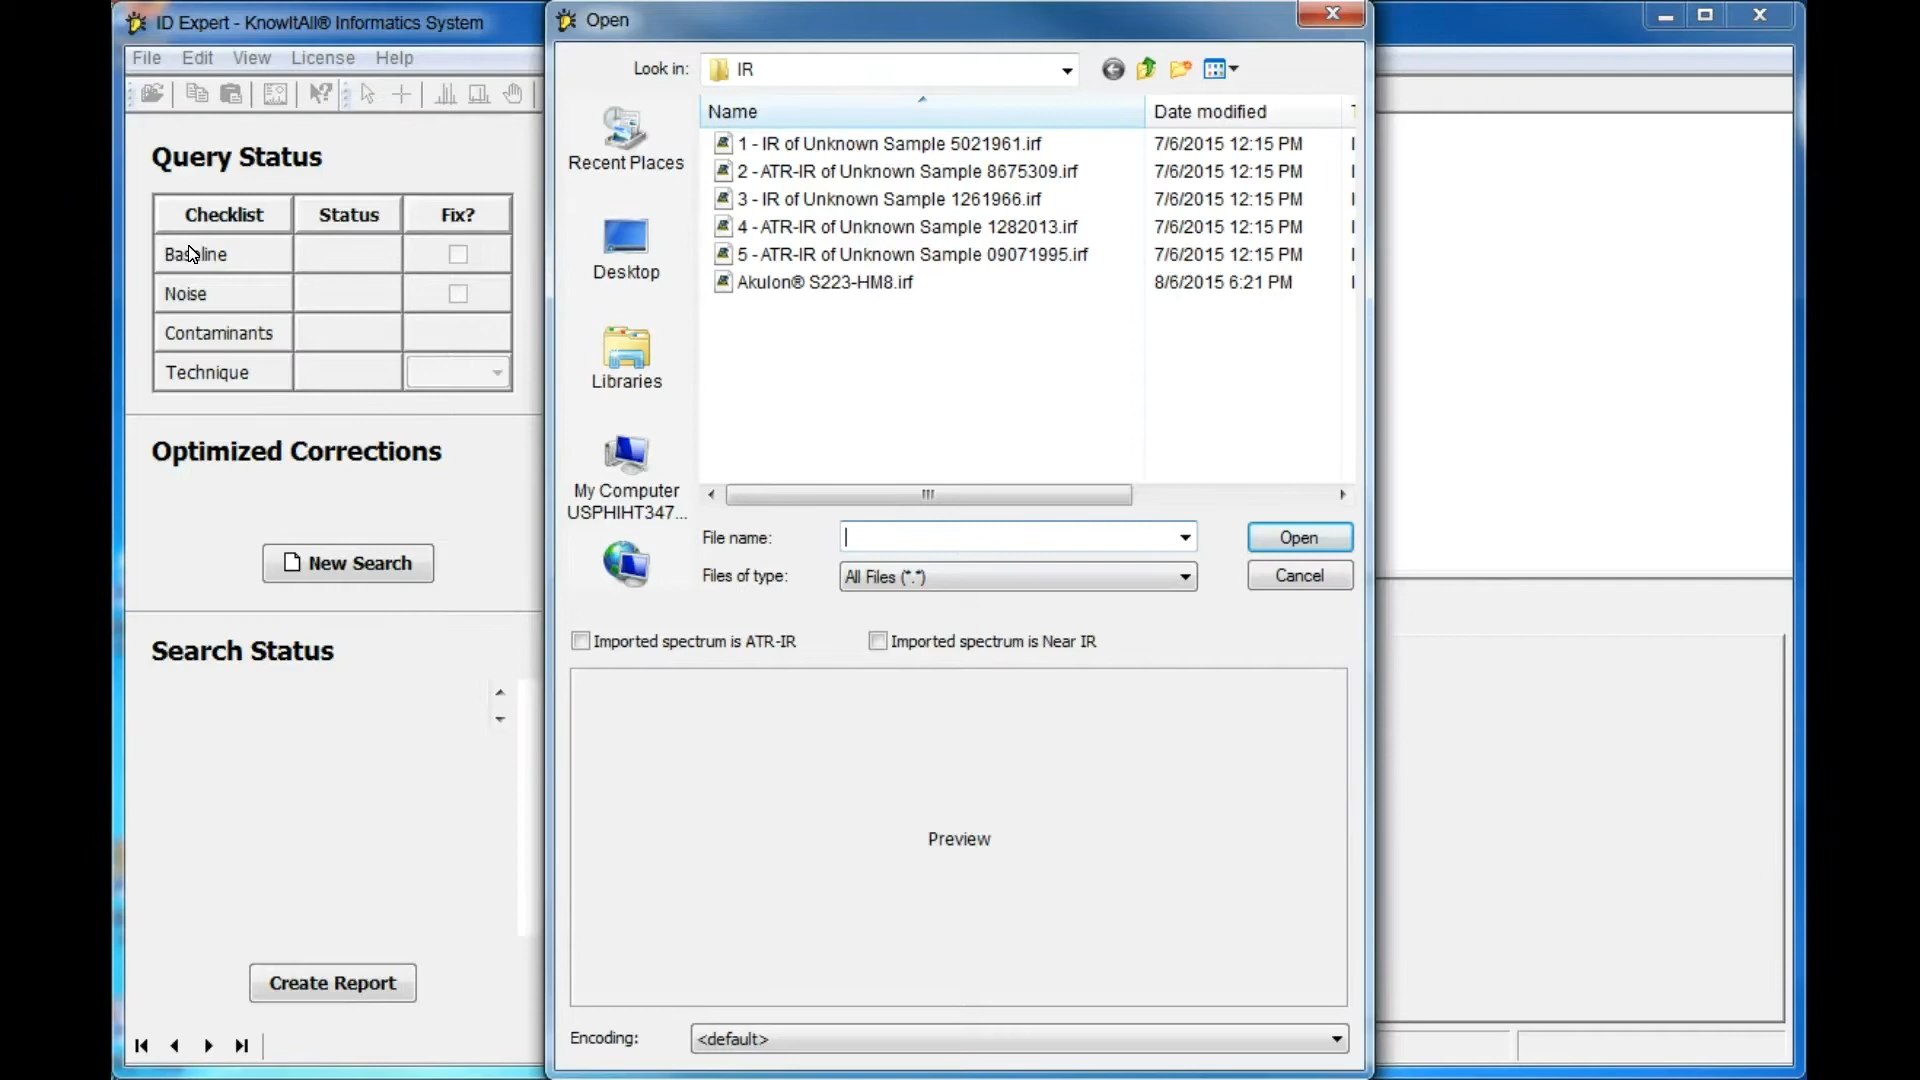 ID Expert - KnowItAll® Informatics System
File Edit View License Help
Query Status
Checklist Status Fix?
Baseline
Noise
Contaminants
Technique
Optimized Corrections
New Search
Search Status
Create Report
Open
Look in: IR
Recent Places
Desktop
Libraries
My Computer
USPHIHT347...
Name Date modified
1 - IR of Unknown Sample 5021961.irf 7/6/2015 12:15 PM
2 - ATR-IR of Unknown Sample 8675309.irf 7/6/2015 12:15 PM
3 - IR of Unknown Sample 1261966.irf 7/6/2015 12:15 PM
4 - ATR-IR of Unknown Sample 1282013.irf 7/6/2015 12:15 PM
5 - ATR-IR of Unknown Sample 09071995.irf 7/6/2015 12:15 PM
Akulon® S223-HM8.irf 8/6/2015 6:21 PM
File name: Open
Files of type: All Files (*.*) Cancel
Imported spectrum is ATR-IR Imported spectrum is Near IR
Preview
Encoding: <default>